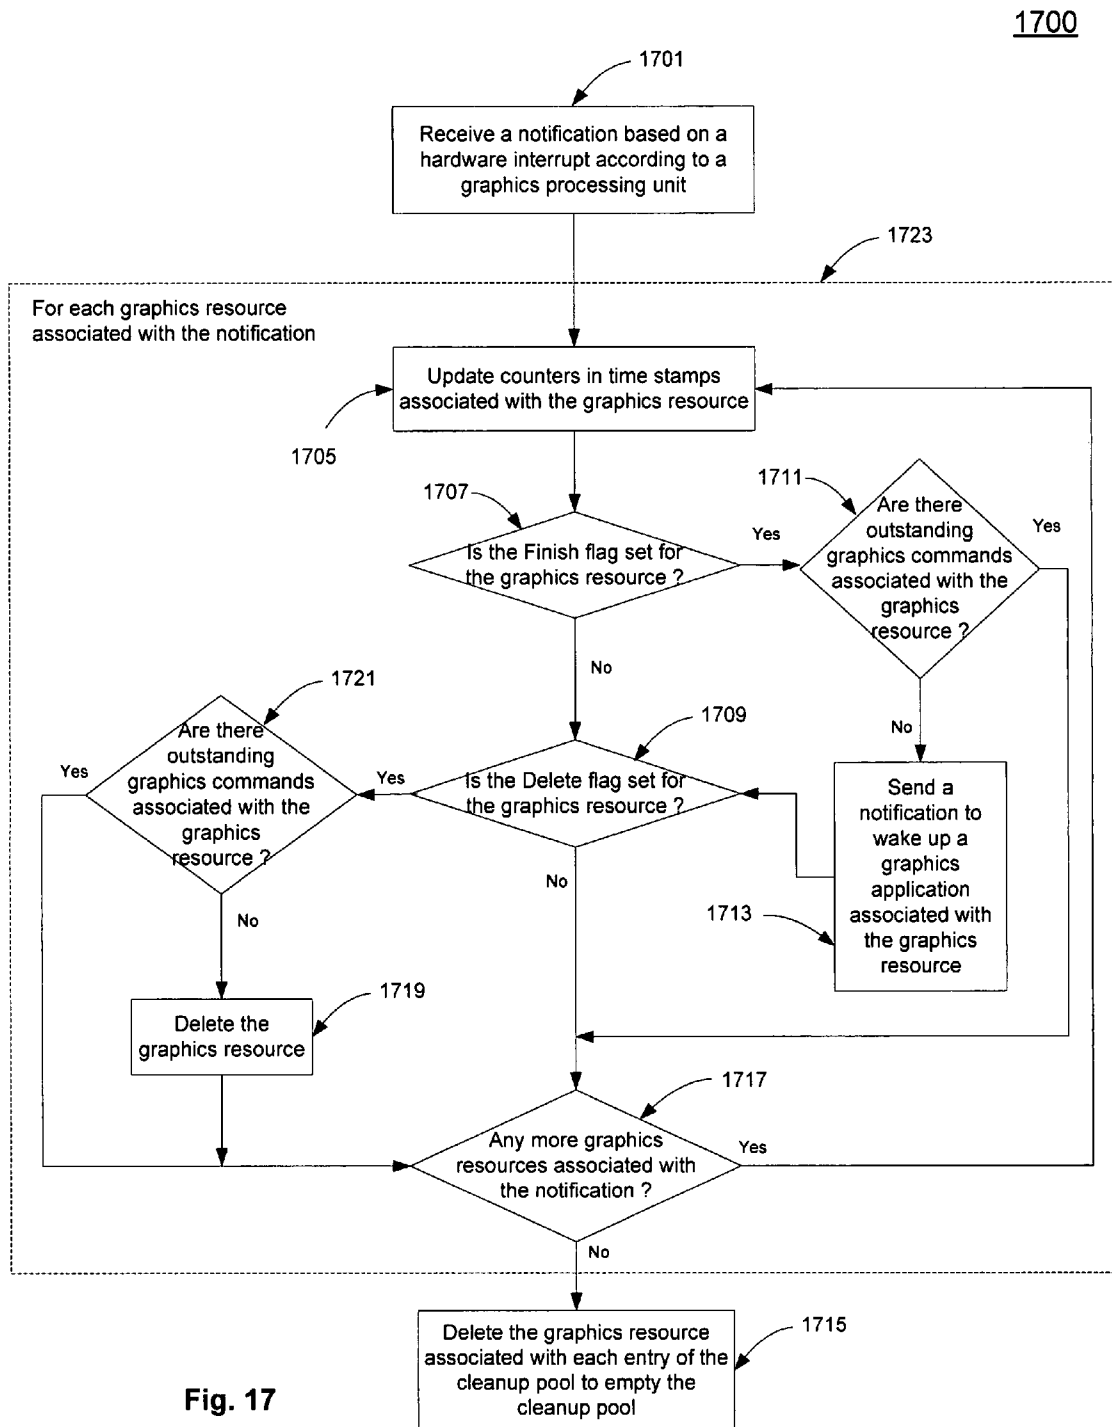 1700
1701
Receive a notification based on a
hardware interrupt according to a
graphics processing unit
1723
For each graphics resource
associated with the notification
Update counters in time stamps
associated with the graphics resource
1705
1707
Is the Finish flag set for
the graphics resource ?
Yes
1711
Are there
outstanding
graphics commands
associated with the
graphics
resource ?
Yes
No
No
1721
Are there
outstanding
graphics commands
associated with the
graphics
resource ?
Yes
Yes
1709
Is the Delete flag set for
the graphics resource ?
Send a
notification to
wake up a
graphics
application
associated with
the graphics
resource
1713
No
No
1719
Delete the
graphics resource
1717
Any more graphics
resources associated with
the notification ?
Yes
No
1715
Delete the graphics resource
associated with each entry of the
cleanup pool to empty the
cleanup pool
Fig. 17